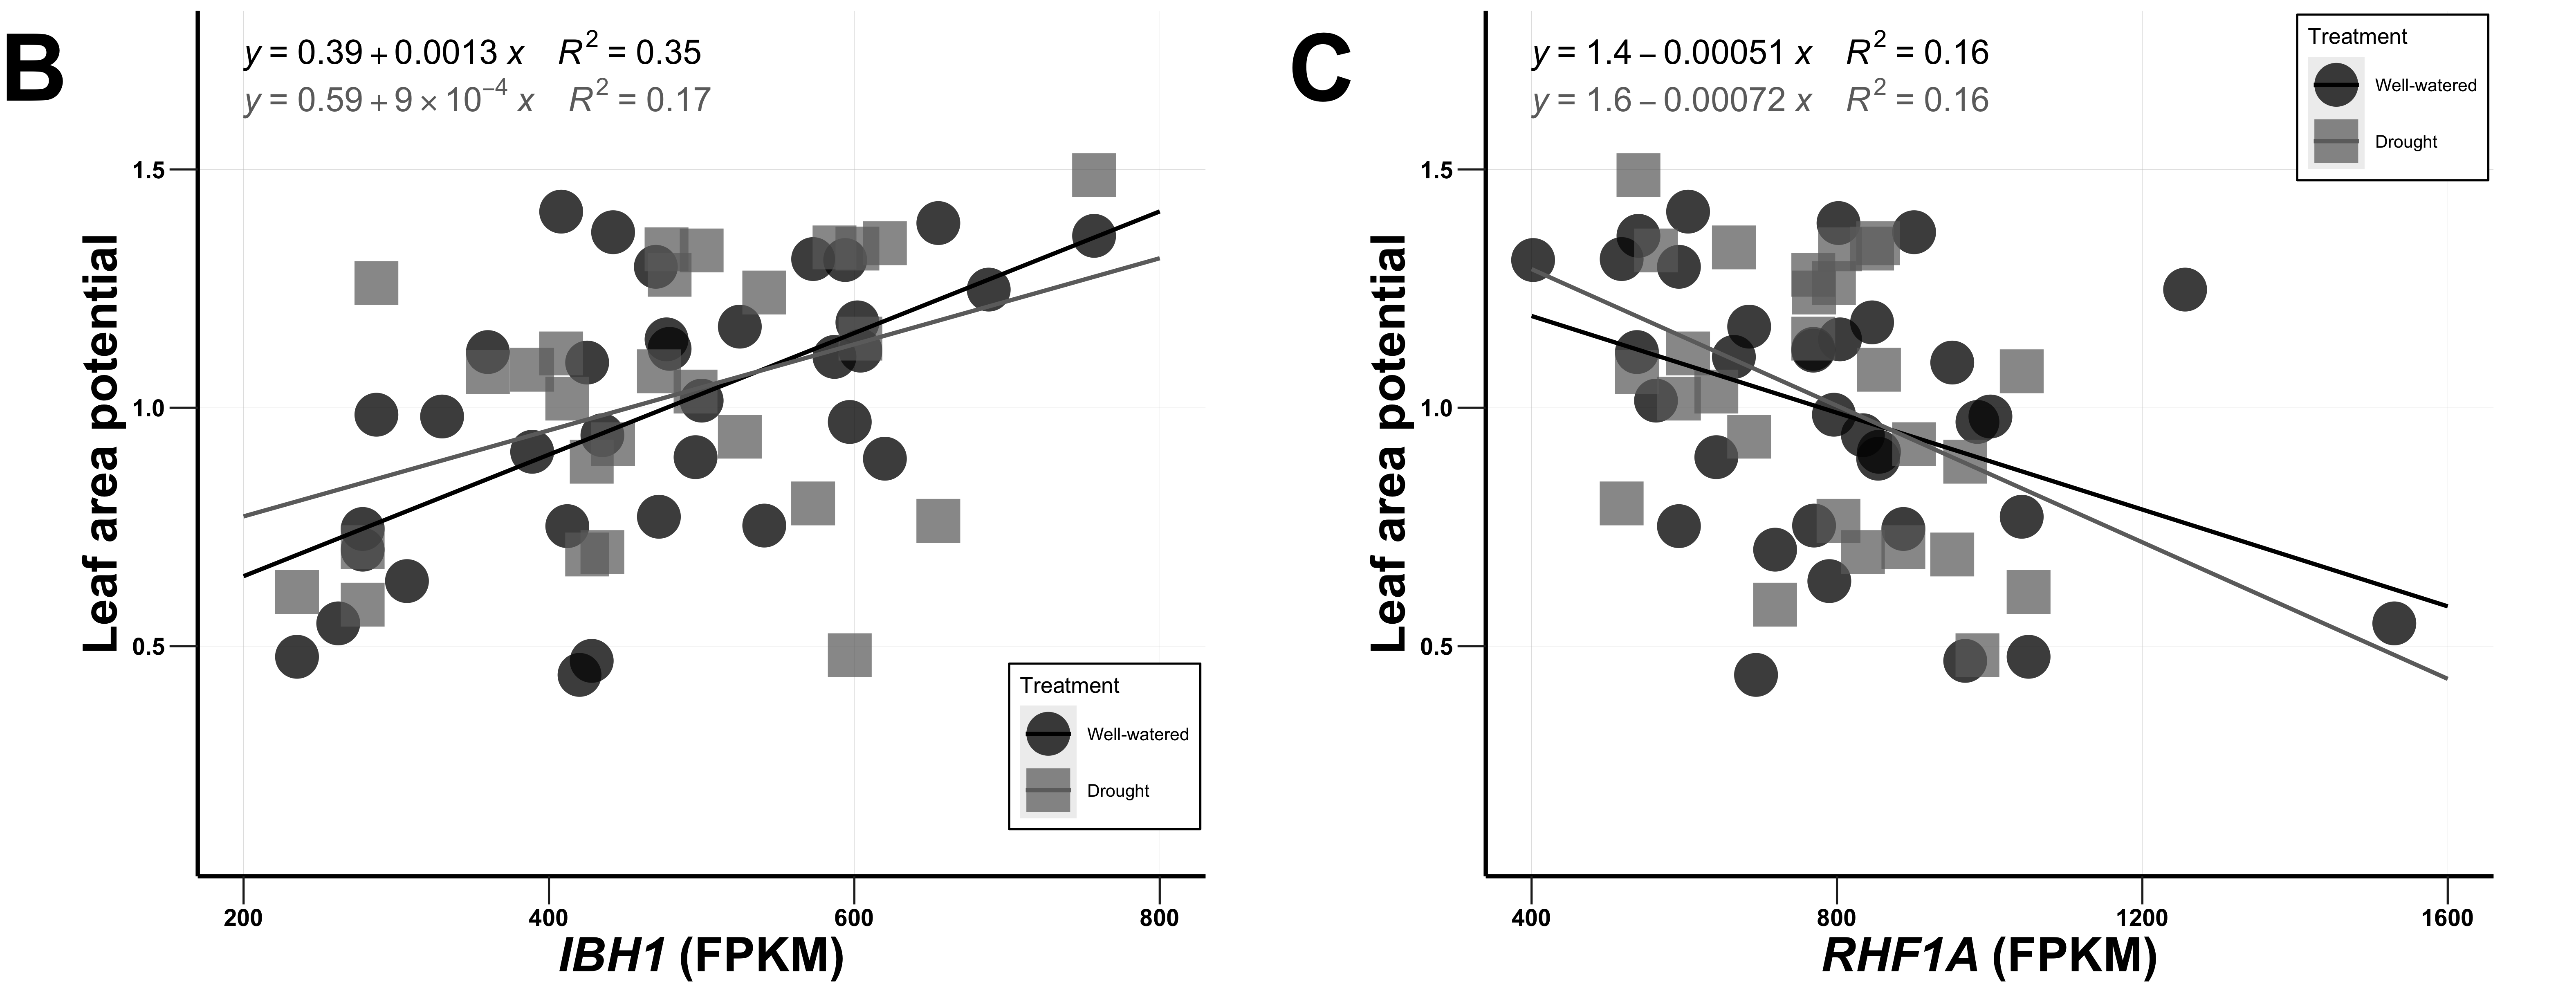 B
y = 0.39 + 0.0013 x   R² = 0.35
y = 0.59 + 9 × 10⁻⁴ x   R² = 0.17
Leaf area potential
1.5
1.0
0.5
Treatment
Well-watered
Drought
200 400 600 800
IBH1 (FPKM)
C
y = 1.4 – 0.00051 x   R² = 0.16
y = 1.6 – 0.00072 x   R² = 0.16
Treatment
Well-watered
Drought
Leaf area potential
1.5
1.0
0.5
400 800 1200 1600
RHF1A (FPKM)